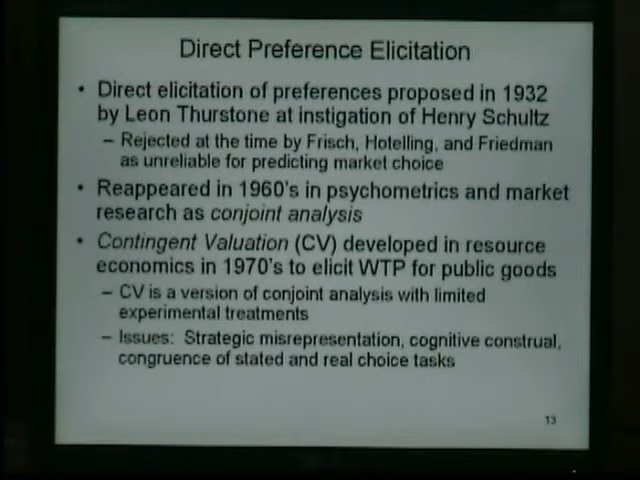 Direct Preference Elicitation
• Direct elicitation of preferences proposed in 1932
by Leon Thurstone at instigation of Henry Schultz
– Rejected at the time by Frisch, Hotelling, and Friedman
as unreliable for predicting market choice
• Reappeared in 1960's in psychometrics and market
research as conjoint analysis
• Contingent Valuation (CV) developed in resource
economics in 1970's to elicit WTP for public goods
– CV is a version of conjoint analysis with limited
experimental treatments
– Issues: Strategic misrepresentation, cognitive construal,
congruence of stated and real choice tasks
13